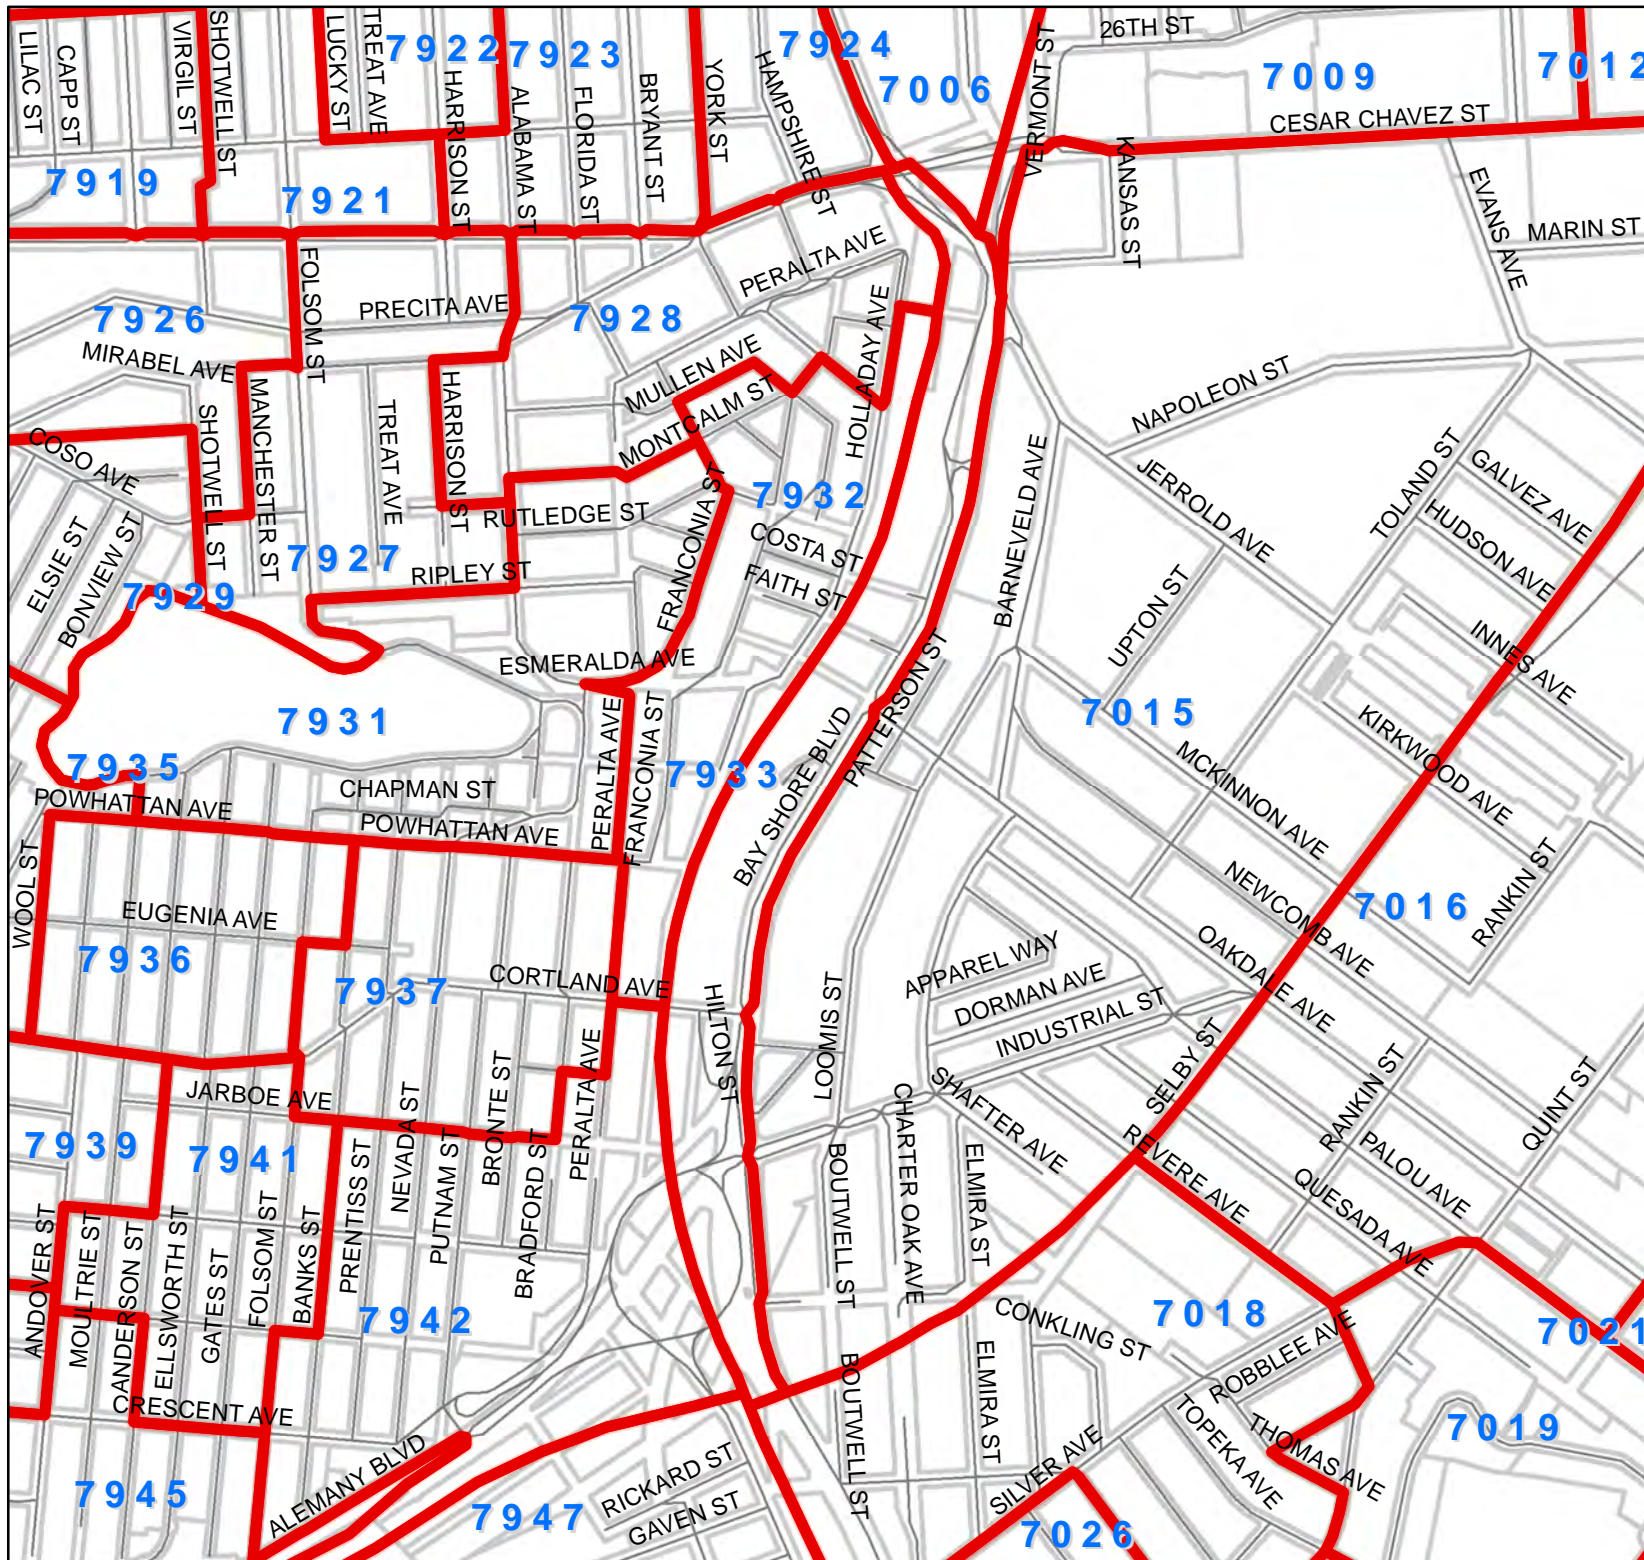 LILAC ST
CAPP ST
VIRGIL ST
SHOTWELL ST
LUCKY ST
TREAT AVE
7922
HARRISON ST
7923
ALABAMA ST
FLORIDA ST
BRYANT ST
YORK ST
HAMPSHIRE ST
7924
7006
VERMONT ST
26TH ST
7009
7012
CESAR CHAVEZ ST
KANSAS ST
EVANS AVE
MARIN ST
7919
7921
PERALTA AVE
FOLSOM ST
PRECITA AVE
7926
7928
MIRABEL AVE
MULLEN AVE
HOLLADAY AVE
NAPOLEON ST
MANCHESTER ST
SHOTWELL ST
TREAT AVE
HARRISON ST
MONTCALM ST
COSO AVE
BARNEVELD AVE
JERROLD AVE
TOLAND ST
GALVEZ AVE
HUDSON AVE
7932
RUTLEDGE ST
FRANCONIA ST
COSTA ST
FAITH ST
ELSIE ST
BONVIEW ST
7927
RIPLEY ST
7929
UPTON ST
INNES AVE
ESMERALDA AVE
PATTERSON ST
7931
PERALTA AVE
FRANCONIA ST
7015
KIRKWOOD AVE
7935
7933
BAY SHORE BLVD
MCKINNON AVE
CHAPMAN ST
POWHATTAN AVE
POWHATTAN AVE
WOOL ST
NEWCOMB AVE
7016
RANKIN ST
EUGENIA AVE
7936
OAKDALE AVE
APPAREL WAY
DORMAN AVE
INDUSTRIAL ST
CORTLAND AVE
7937
HILTON ST
LOOMIS ST
SELBY ST
RANKIN ST
QUINT ST
JARBOE AVE
NEVADA ST
BRONTE ST
PERALTA AVE
CHARTER OAK AVE
SHAFTER AVE
REVERE AVE
PALOU AVE
QUESADA AVE
7939
7941
PRENTISS ST
PUTNAM ST
BRADFORD ST
BOUTWELL ST
ELMIRA ST
ANDOVER ST
MOULTRIE ST
ANDERSON ST
ELLSWORTH ST
GATES ST
FOLSOM ST
BANKS ST
7942
7018
7021
CONKLING ST
ROBBLEE AVE
BOUTWELL ST
ELMIRA ST
CRESCENT AVE
TOPEKA AVE
THOMAS AVE
7019
ALEMANY BLVD
SILVER AVE
7945
7947
RICKARD ST
GAVEN ST
7026